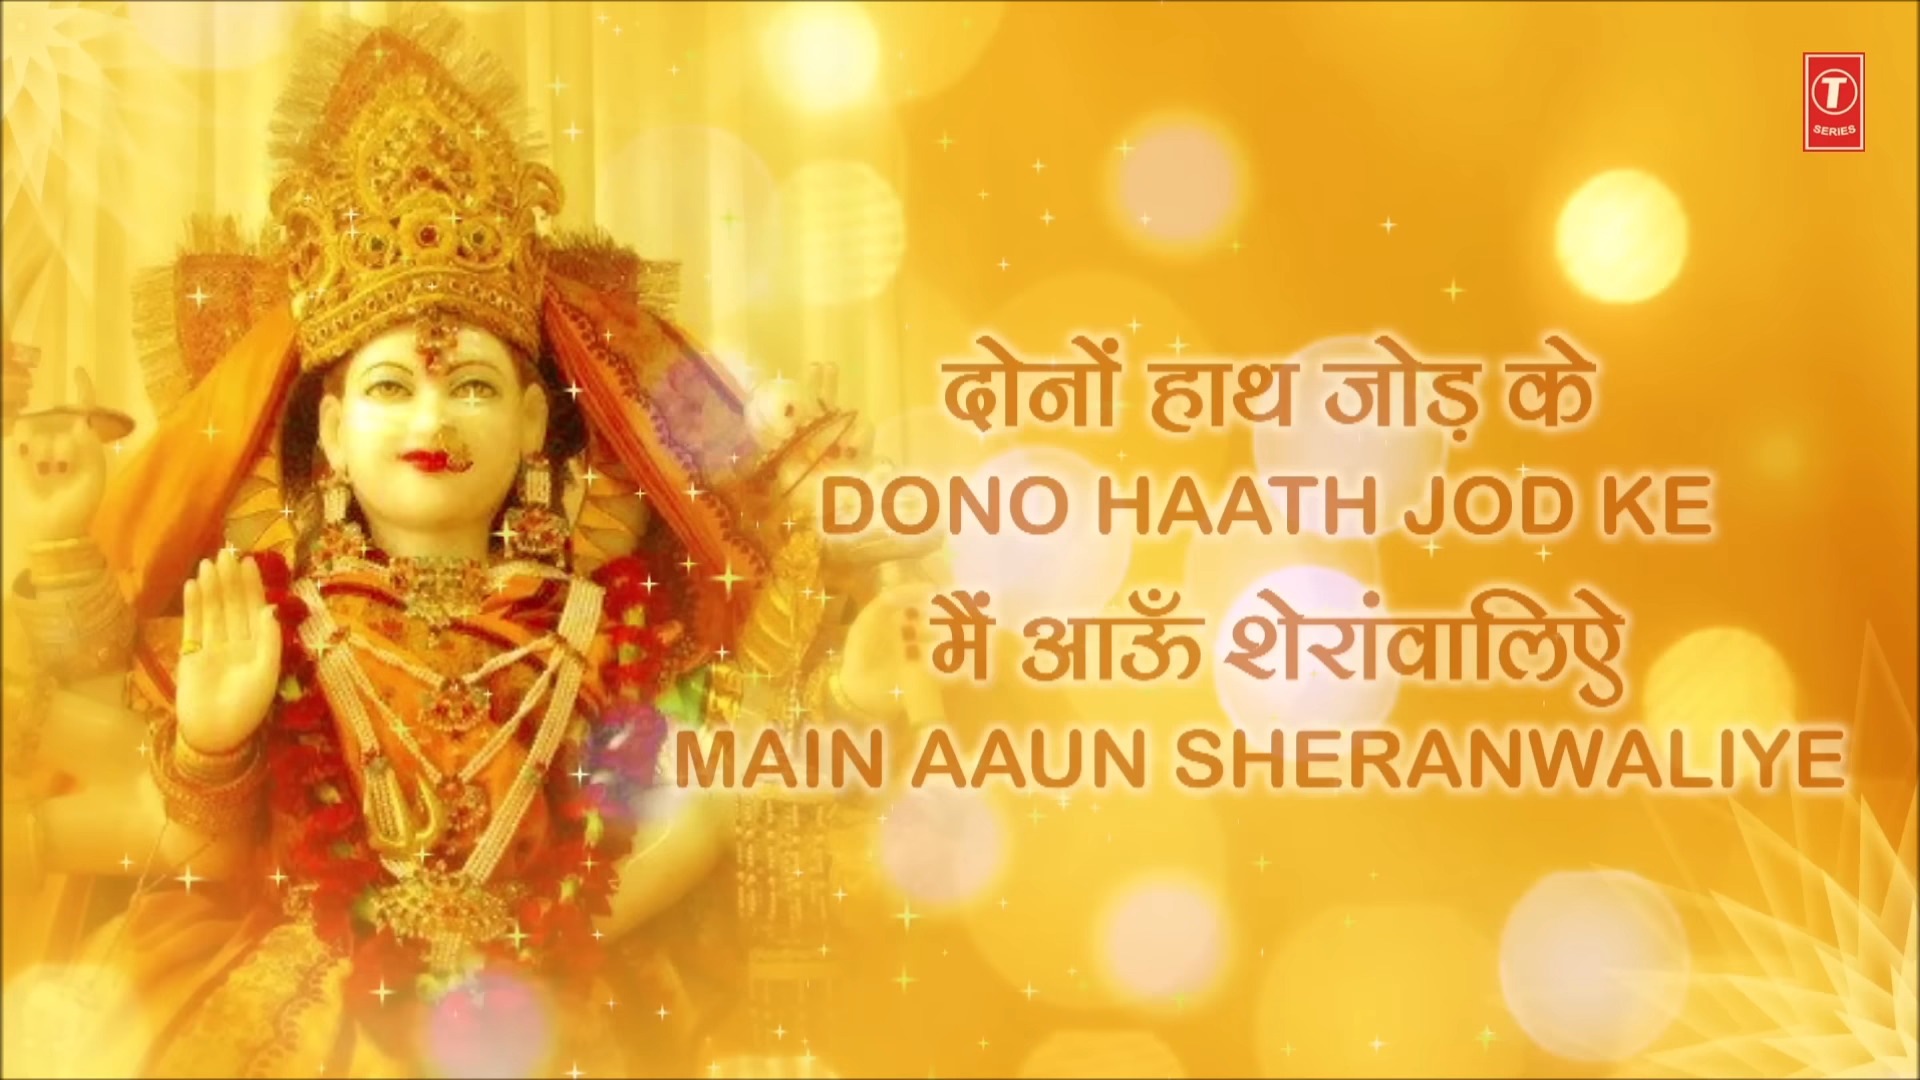 T
SERIES
दोनों हाथ जोड़ के
DONO HAATH JOD KE
मैं आऊँ शेरांवालिऐ
MAIN AAUN SHERANWALIYE